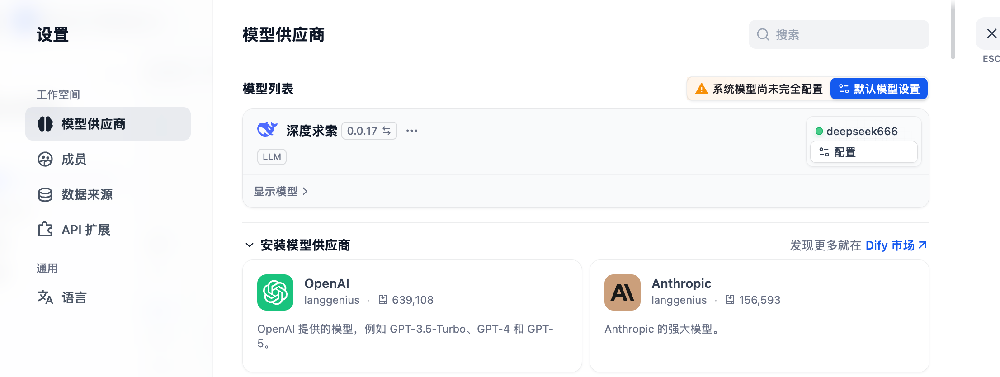 设置
工作空间
模型供应商
成员
数据来源
API 扩展
通用
语言
模型供应商
搜索
ESC
模型列表
系统模型尚未完全配置
默认模型设置
深度求索 0.0.17
LLM
deepseek666
配置
显示模型
安装模型供应商
发现更多就在 Dify 市场
OpenAI
langgenius · 639,108
OpenAI 提供的模型，例如 GPT-3.5-Turbo、GPT-4 和 GPT-
5。
Anthropic
langgenius · 156,593
Anthropic 的强大模型。